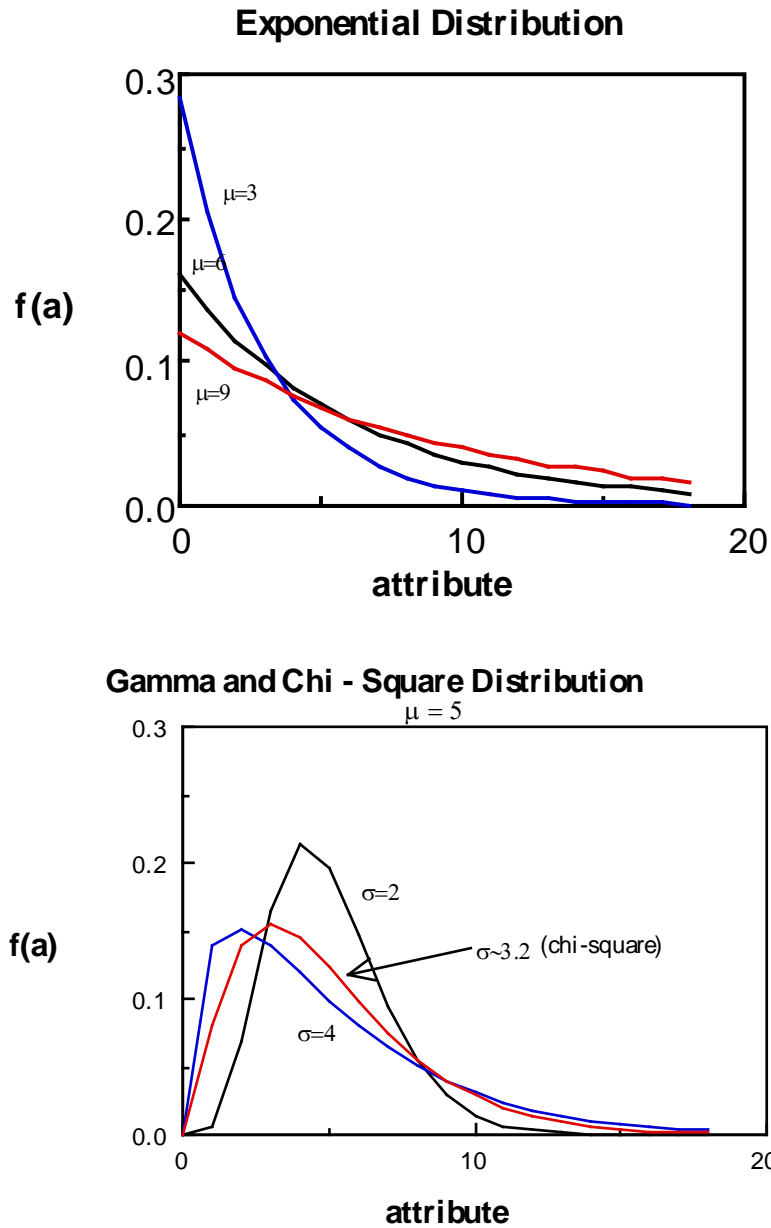 Exponential Distribution
0.3
μ=3
0.2
μ=6
f(a)
0.1
μ=9
0.0
0 10 20
attribute
Gamma and Chi - Square Distribution
μ = 5
0.3
0.2
σ=2
f(a)
σ~3.2 (chi-square)
0.1
σ=4
0.0
0 10 20
attribute